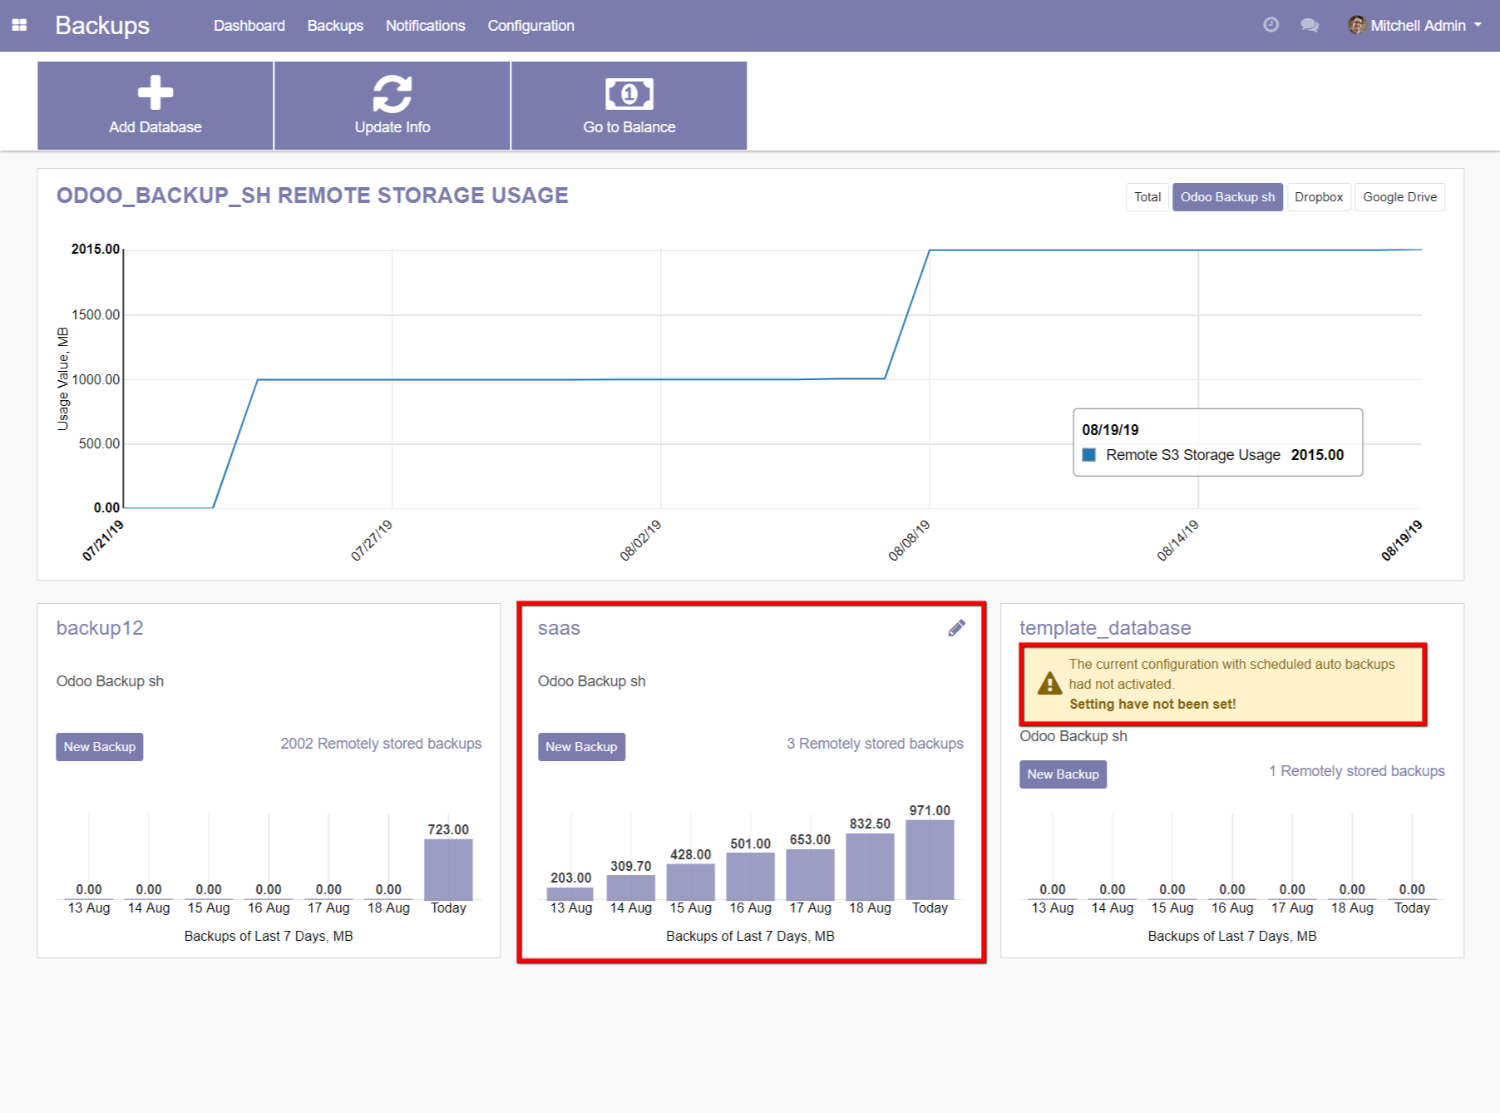 Backups Dashboard Backups Notifications Configuration Mitchell Admin
Add Database Update Info Go to Balance
1
ODOO_BACKUP_SH REMOTE STORAGE USAGE
Total Odoo Backup sh Dropbox Google Drive
2015.00
1500.00
1000.00
500.00
0.00
Usage Value, MB
08/19/19
Remote S3 Storage Usage 2015.00
07/21/19 07/27/19 08/02/19 08/08/19 08/14/19 08/19/19
backup12
Odoo Backup sh
New Backup 2002 Remotely stored backups
723.00
0.00 0.00 0.00 0.00 0.00 0.00
13 Aug 14 Aug 15 Aug 16 Aug 17 Aug 18 Aug Today
Backups of Last 7 Days, MB
saas
Odoo Backup sh
New Backup 3 Remotely stored backups
203.00 309.70 428.00 501.00 653.00 832.50 971.00
13 Aug 14 Aug 15 Aug 16 Aug 17 Aug 18 Aug Today
Backups of Last 7 Days, MB
template_database
The current configuration with scheduled auto backups
had not activated.
Setting have not been set!
Odoo Backup sh
New Backup 1 Remotely stored backups
0.00 0.00 0.00 0.00 0.00 0.00 0.00
13 Aug 14 Aug 15 Aug 16 Aug 17 Aug 18 Aug Today
Backups of Last 7 Days, MB